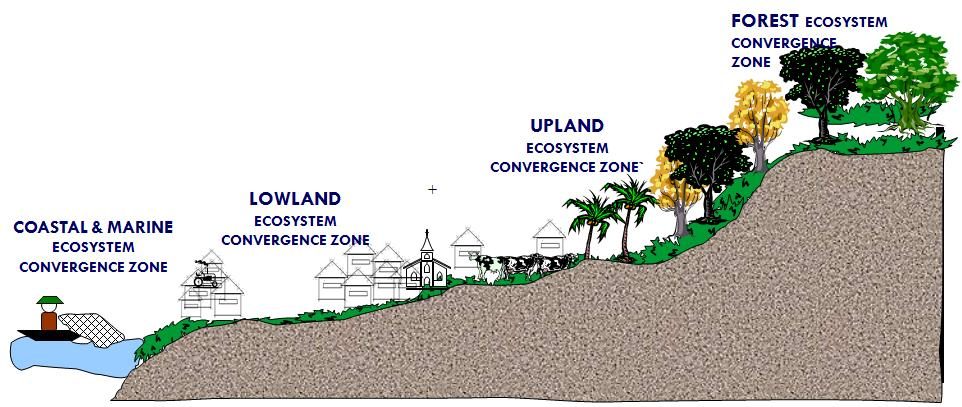 FOREST ECOSYSTEM
CONVERGENCE
ZONE
UPLAND
ECOSYSTEM
CONVERGENCE ZONE`
LOWLAND
ECOSYSTEM
CONVERGENCE ZONE
COASTAL & MARINE
ECOSYSTEM
CONVERGENCE ZONE